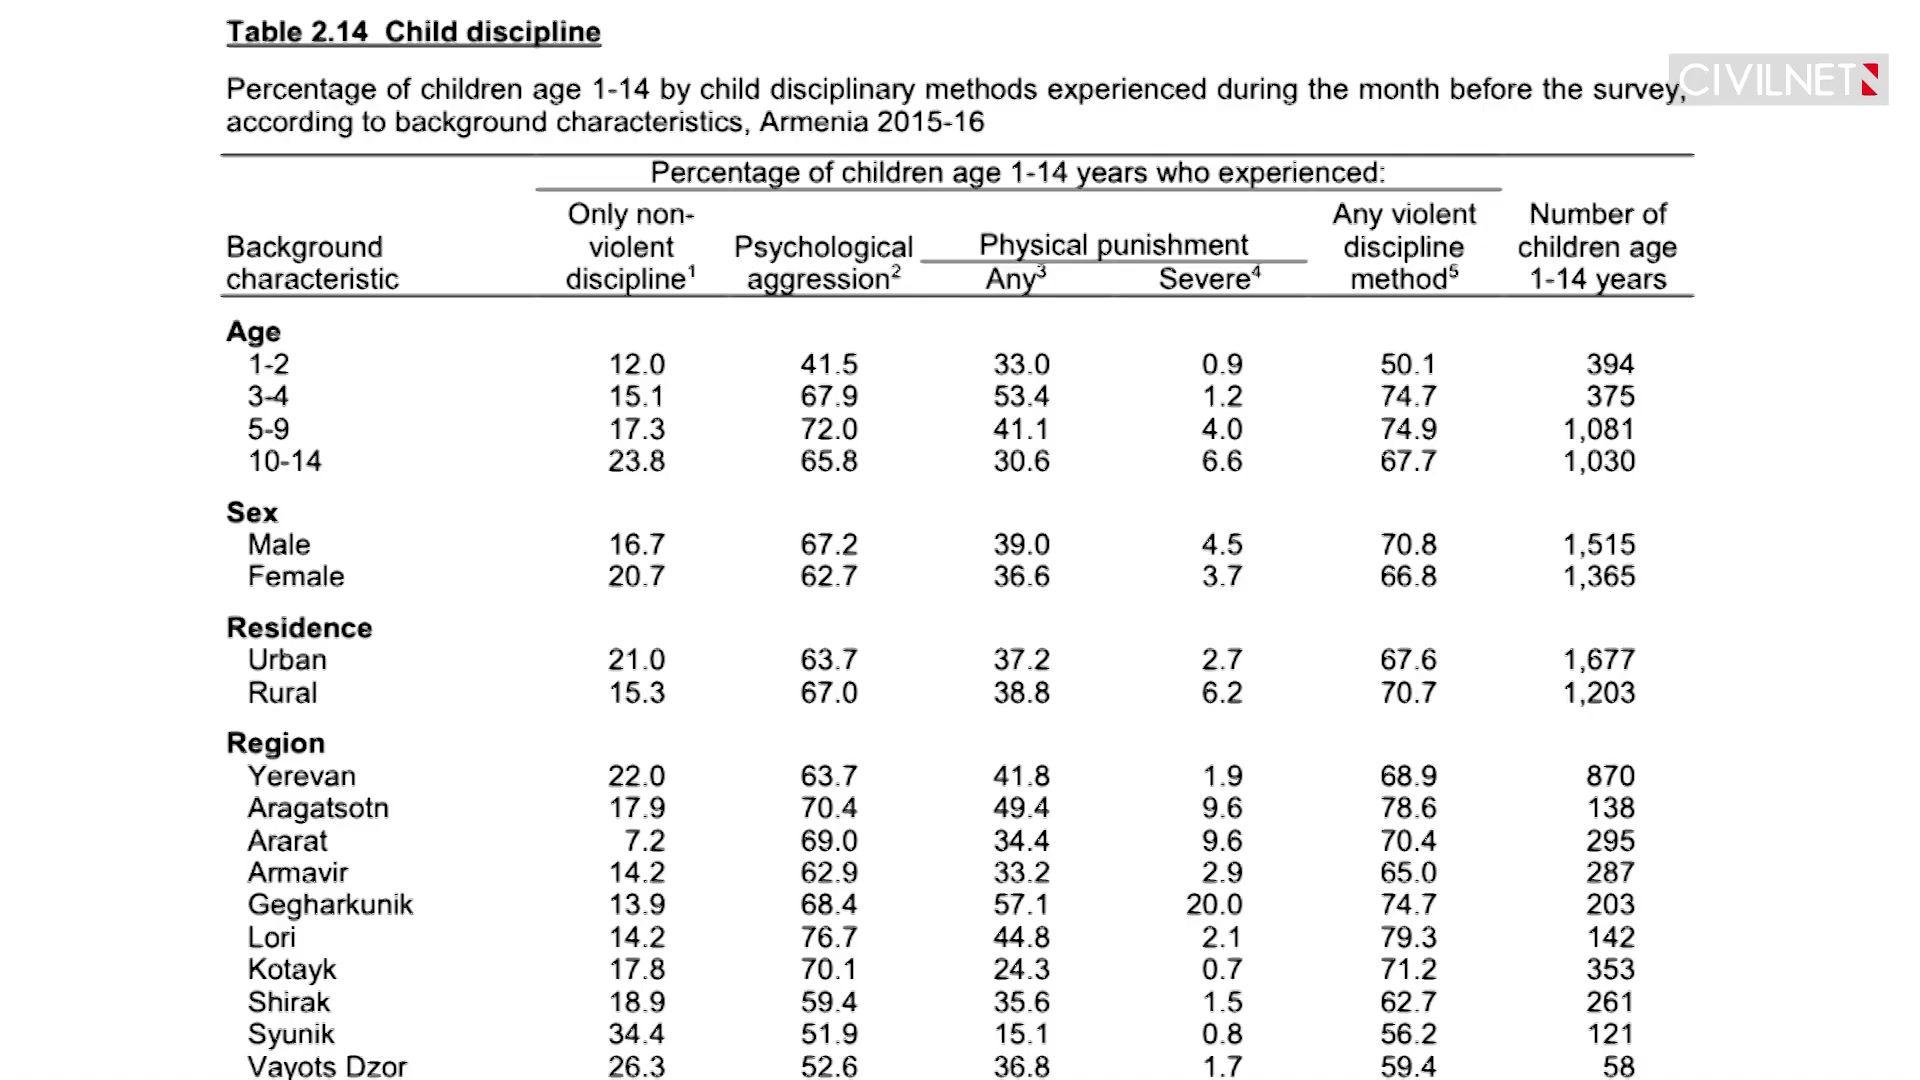 Table 2.14 Child discipline
CIVILNET
Percentage of children age 1-14 by child disciplinary methods experienced during the month before the survey,
according to background characteristics, Armenia 2015-16
Percentage of children age 1-14 years who experienced:
Background characteristic
Only non-violent discipline¹
Psychological aggression²
Physical punishment
Any³
Severe⁴
Any violent discipline method⁵
Number of children age 1-14 years
Age
1-2 12.0 41.5 33.0 0.9 50.1 394
3-4 15.1 67.9 53.4 1.2 74.7 375
5-9 17.3 72.0 41.1 4.0 74.9 1,081
10-14 23.8 65.8 30.6 6.6 67.7 1,030
Sex
Male 16.7 67.2 39.0 4.5 70.8 1,515
Female 20.7 62.7 36.6 3.7 66.8 1,365
Residence
Urban 21.0 63.7 37.2 2.7 67.6 1,677
Rural 15.3 67.0 38.8 6.2 70.7 1,203
Region
Yerevan 22.0 63.7 41.8 1.9 68.9 870
Aragatsotn 17.9 70.4 49.4 9.6 78.6 138
Ararat 7.2 69.0 34.4 9.6 70.4 295
Armavir 14.2 62.9 33.2 2.9 65.0 287
Gegharkunik 13.9 68.4 57.1 20.0 74.7 203
Lori 14.2 76.7 44.8 2.1 79.3 142
Kotayk 17.8 70.1 24.3 0.7 71.2 353
Shirak 18.9 59.4 35.6 1.5 62.7 261
Syunik 34.4 51.9 15.1 0.8 56.2 121
Vayots Dzor 26.3 52.6 36.8 1.7 59.4 58